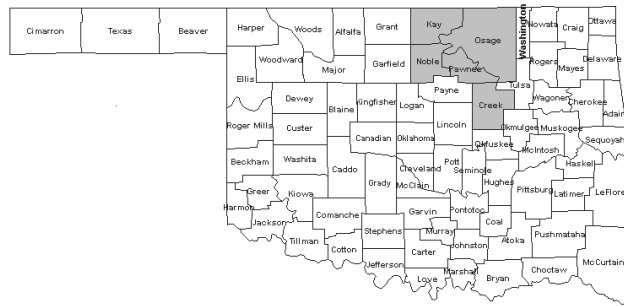 Cimarron
Texas
Beaver
Harper
Woods
Alfalfa
Grant
Kay
Osage
Washington
Nowata
Craig
Ottawa
Woodward
Major
Garfield
Noble
Pawnee
Rogers
Mayes
Delaware
Ellis
Dewey
Blaine
Kingfisher
Logan
Payne
Creek
Tulsa
Wagoner
Cherokee
Adair
Roger Mills
Custer
Canadian
Oklahoma
Lincoln
Okmulgee
Muskogee
Sequoyah
Beckham
Washita
Caddo
Cleveland
Pott
Seminole
Okfuskee
McIntosh
Haskel
Greer
Kiowa
Grady
McClain
Hughes
Pittsburg
Latimer
LeFlore
Harmon
Jackson
Comanche
Garvin
Pontotoc
Coal
Tillman
Cotton
Stephens
Murray
Johnston
Atoka
Pushmataha
Jefferson
Carter
Love
Marshall
Bryan
Choctaw
McCurtain